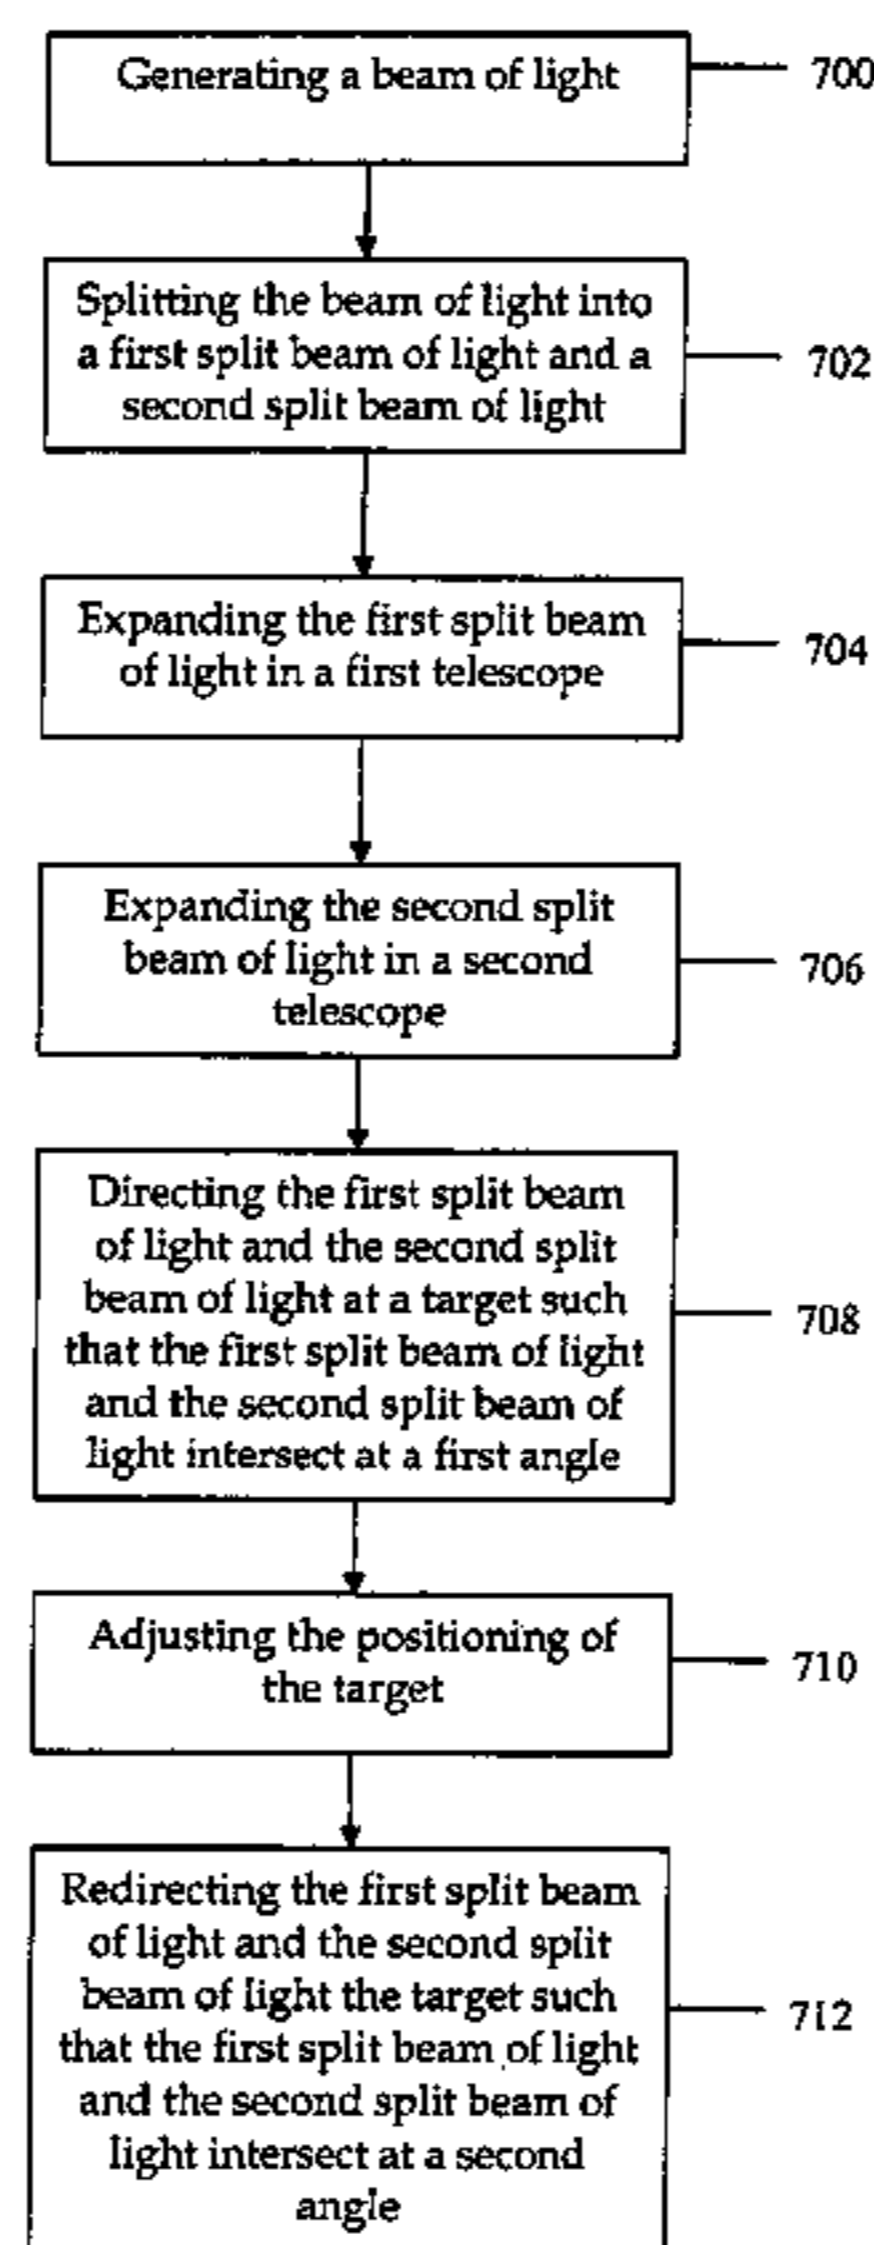 Generating a beam of light
700
Splitting the beam of light into
a first split beam of light and a
second split beam of light
702
Expanding the first split beam
of light in a first telescope
704
Expanding the second split
beam of light in a second
telescope
706
Directing the first split beam
of light and the second split
beam of light at a target such
that the first split beam of light
and the second split beam of
light intersect at a first angle
708
Adjusting the positioning of
the target
710
Redirecting the first split beam
of light and the second split
beam of light the target such
that the first split beam of light
and the second split beam of
light intersect at a second
angle
712